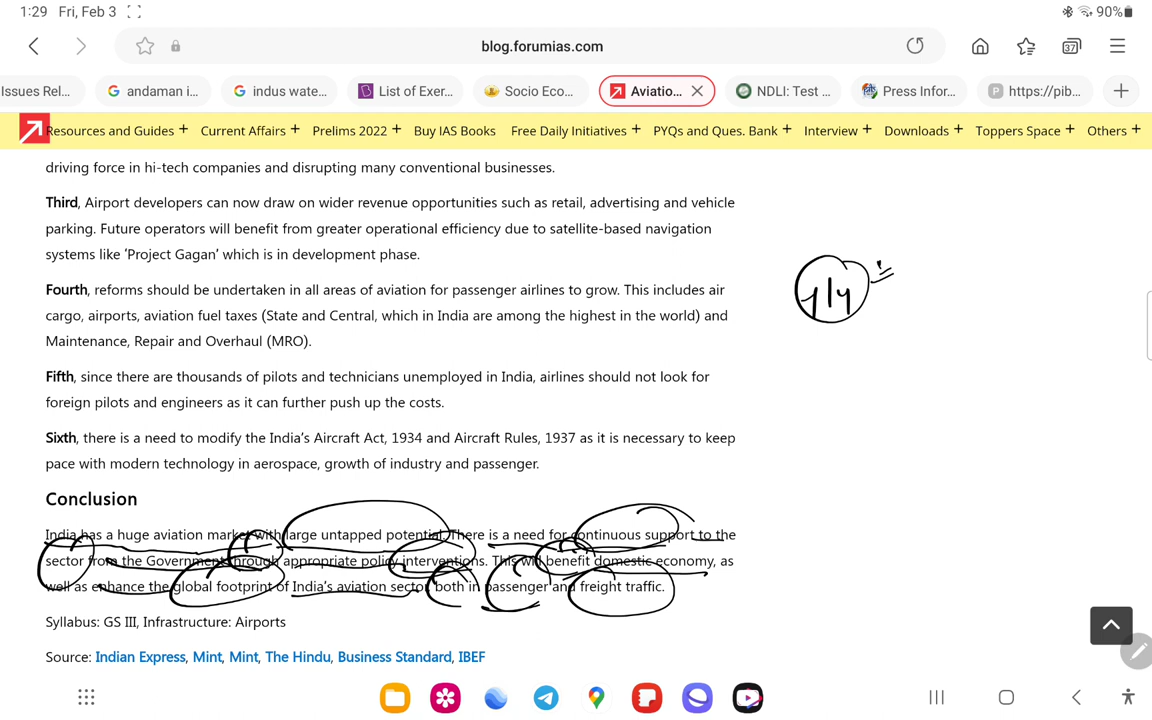 1:29 Fri, Feb 3 90%
blog.forumias.com 37
Issues Rel... andaman i... indus wate... List of Exer... Socio Eco... Aviatio... NDLI: Test ... Press Infor... https://pib...
Resources and Guides + Current Affairs + Prelims 2022 + Buy IAS Books Free Daily Initiatives + PYQs and Ques. Bank + Interview + Downloads + Toppers Space + Others +
driving force in hi-tech companies and disrupting many conventional businesses.
Third, Airport developers can now draw on wider revenue opportunities such as retail, advertising and vehicle
parking. Future operators will benefit from greater operational efficiency due to satellite-based navigation
systems like ‘Project Gagan’ which is in development phase.
Fourth, reforms should be undertaken in all areas of aviation for passenger airlines to grow. This includes air
cargo, airports, aviation fuel taxes (State and Central, which in India are among the highest in the world) and
Maintenance, Repair and Overhaul (MRO).
Fifth, since there are thousands of pilots and technicians unemployed in India, airlines should not look for
foreign pilots and engineers as it can further push up the costs.
Sixth, there is a need to modify the India’s Aircraft Act, 1934 and Aircraft Rules, 1937 as it is necessary to keep
pace with modern technology in aerospace, growth of industry and passenger.
Conclusion
India has a huge aviation market with large untapped potential. There is need for continuous support to the
sector from the Government through appropriate policy interventions. This will benefit domestic economy, as
well as enhance the global footprint of India’s aviation sector, both in passenger and freight traffic.
Syllabus: GS III, Infrastructure: Airports
Source: Indian Express, Mint, Mint, The Hindu, Business Standard, IBEF